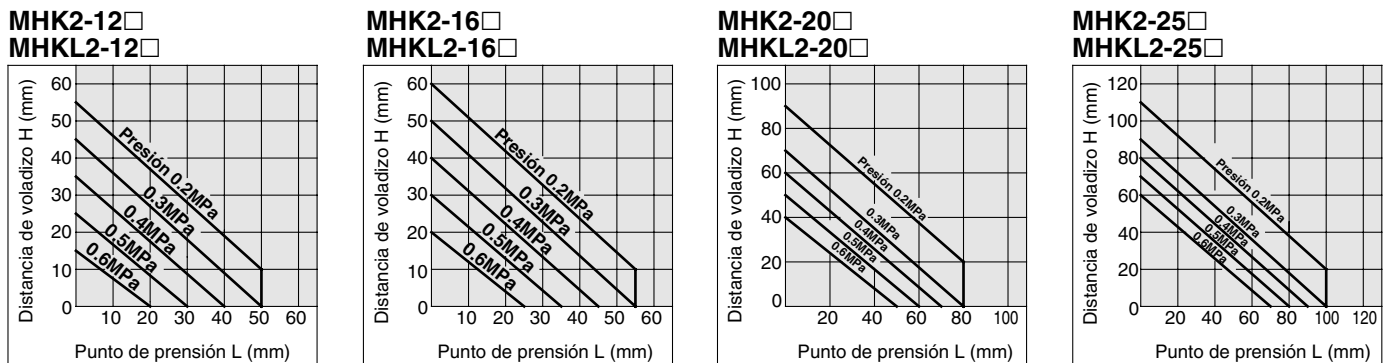 MHK2-12□
MHKL2-12□
Distancia de voladizo H (mm)
60
50
40
30
20
10
0
Presión 0.2MPa
0.3MPa
0.4MPa
0.5MPa
0.6MPa
10 20 30 40 50 60
Punto de prensión L (mm)
MHK2-16□
MHKL2-16□
Distancia de voladizo H (mm)
60
50
40
30
20
10
0
Presión 0.2MPa
0.3MPa
0.4MPa
0.5MPa
0.6MPa
10 20 30 40 50 60
Punto de prensión L (mm)
MHK2-20□
MHKL2-20□
Distancia de voladizo H (mm)
100
80
60
40
20
0
Presión 0.2MPa
0.3MPa
0.4MPa
0.5MPa
0.6MPa
20 40 60 80 100
Punto de prensión L (mm)
MHK2-25□
MHKL2-25□
Distancia de voladizo H (mm)
120
100
80
60
40
20
0
Presión 0.2MPa
0.3MPa
0.4MPa
0.5MPa
0.6MPa
20 40 60 80 100 120
Punto de prensión L (mm)